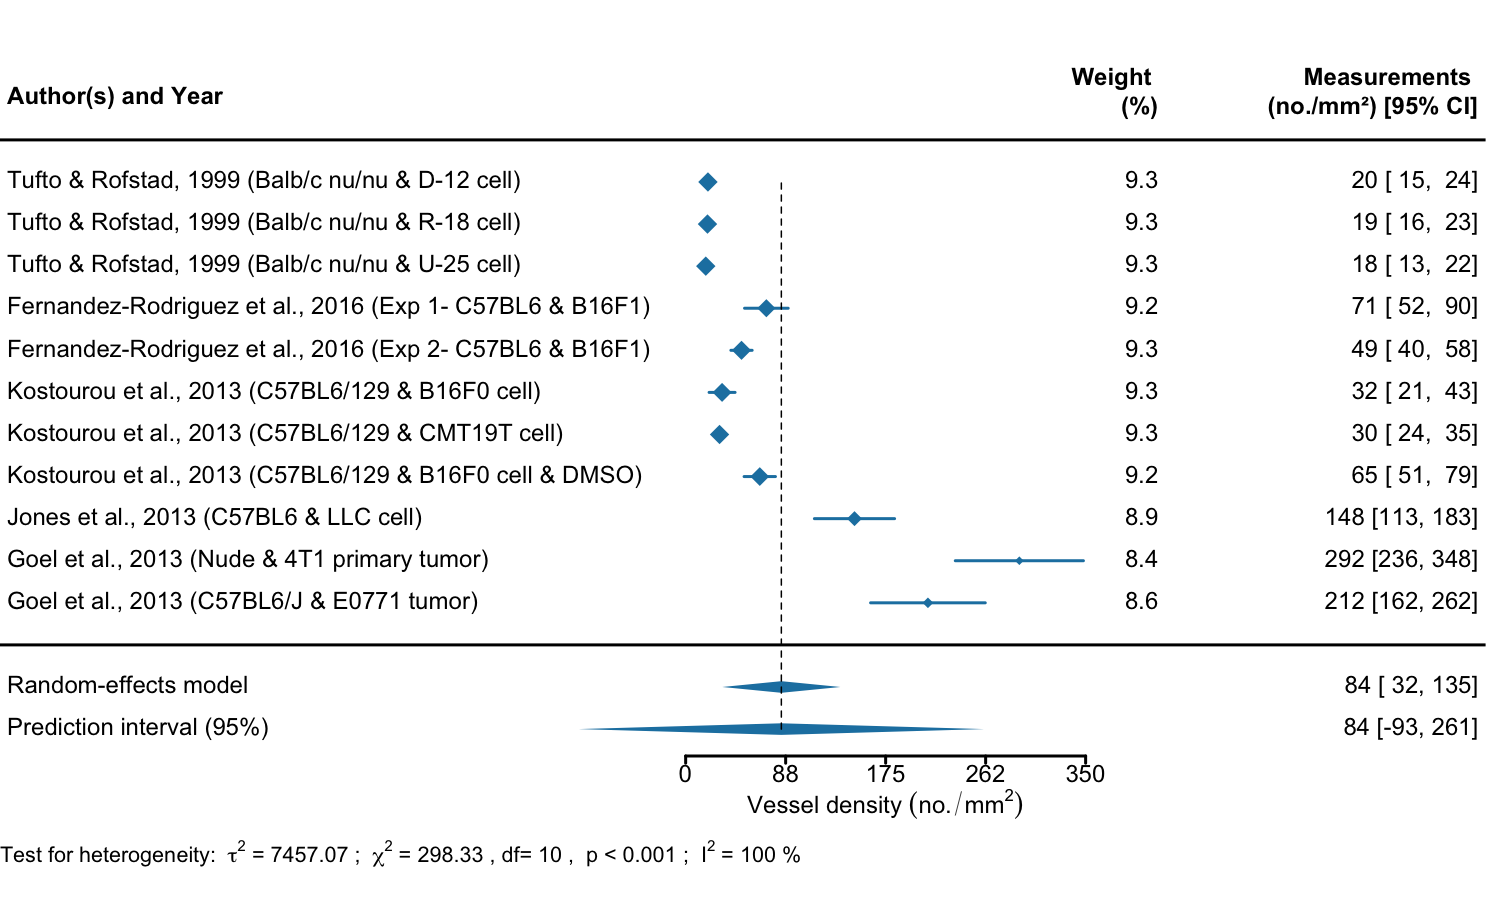 Author(s) and Year Weight (%) Measurements (no./mm²) [95% CI]
Tufto & Rofstad, 1999 (Balb/c nu/nu & D-12 cell) 9.3 20 [ 15, 24]
Tufto & Rofstad, 1999 (Balb/c nu/nu & R-18 cell) 9.3 19 [ 16, 23]
Tufto & Rofstad, 1999 (Balb/c nu/nu & U-25 cell) 9.3 18 [ 13, 22]
Fernandez-Rodriguez et al., 2016 (Exp 1- C57BL6 & B16F1) 9.2 71 [ 52, 90]
Fernandez-Rodriguez et al., 2016 (Exp 2- C57BL6 & B16F1) 9.3 49 [ 40, 58]
Kostourou et al., 2013 (C57BL6/129 & B16F0 cell) 9.3 32 [ 21, 43]
Kostourou et al., 2013 (C57BL6/129 & CMT19T cell) 9.3 30 [ 24, 35]
Kostourou et al., 2013 (C57BL6/129 & B16F0 cell & DMSO) 9.2 65 [ 51, 79]
Jones et al., 2013 (C57BL6 & LLC cell) 8.9 148 [113, 183]
Goel et al., 2013 (Nude & 4T1 primary tumor) 8.4 292 [236, 348]
Goel et al., 2013 (C57BL6/J & E0771 tumor) 8.6 212 [162, 262]
Random-effects model 84 [ 32, 135]
Prediction interval (95%) 84 [-93, 261]
0 88 175 262 350
Vessel density (no./mm²)
Test for heterogeneity: τ² = 7457.07 ; χ² = 298.33 , df= 10 , p < 0.001 ; I² = 100 %